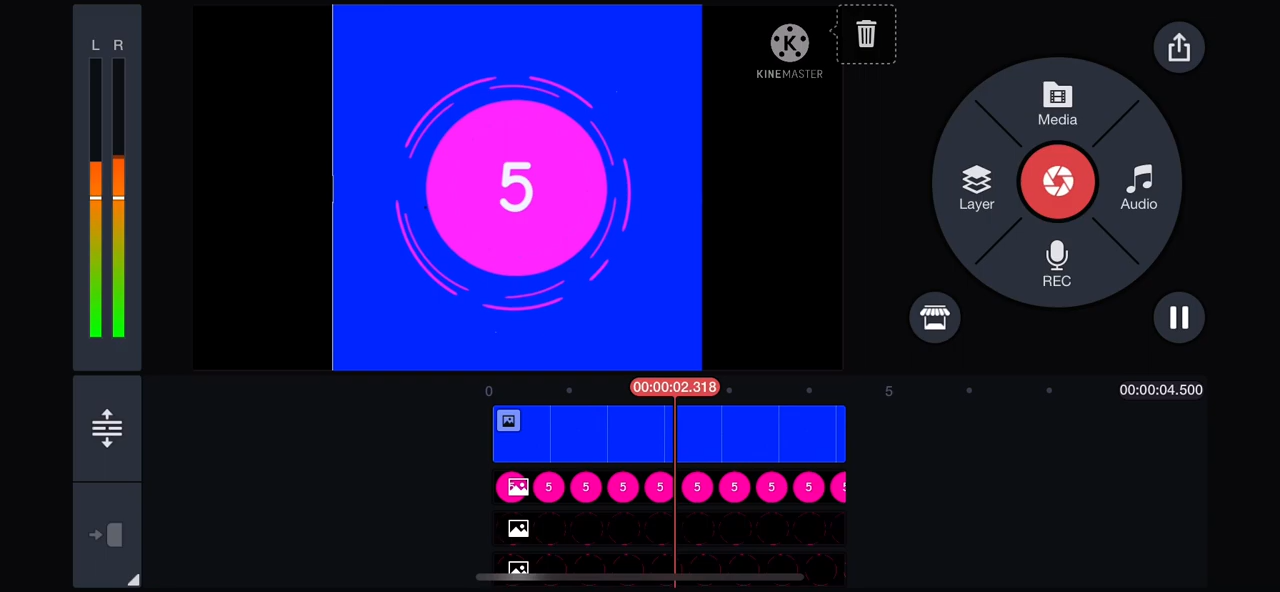 L R
5
KINEMASTER
Media
Layer
Audio
REC
0
00:00:02.318
5
00:00:04.500
5 5 5 5 5 5 5 5